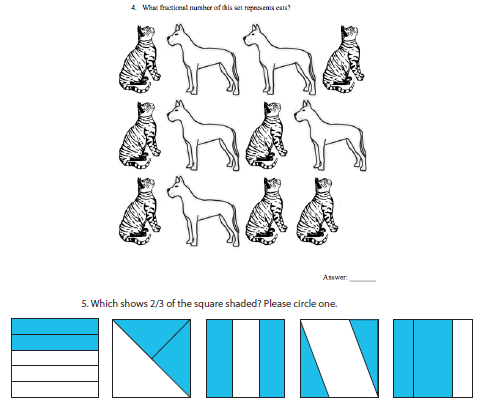 4. What fractional number of this set represents cats?
Answer: ______
5. Which shows 2/3 of the square shaded? Please circle one.